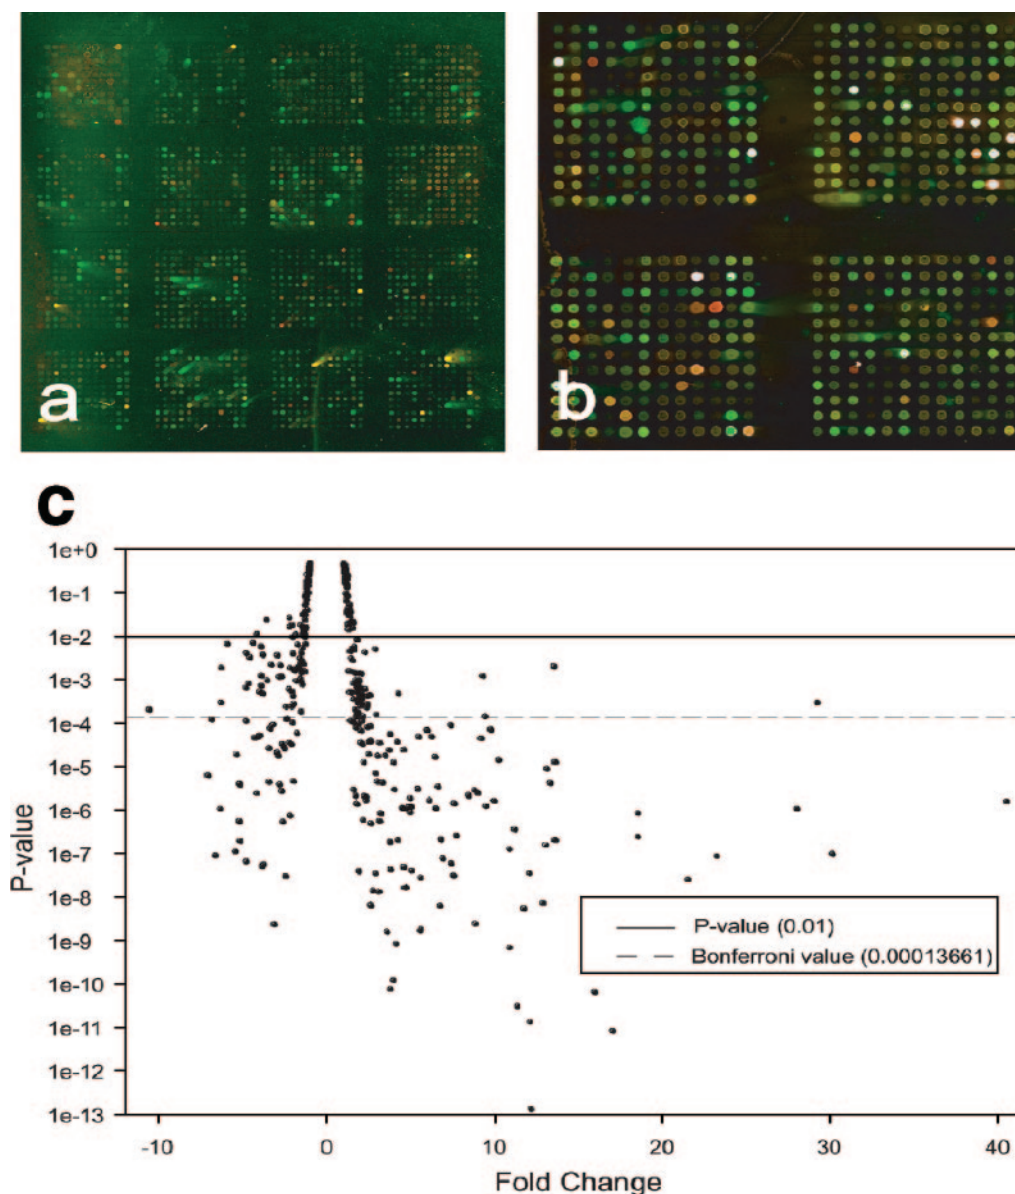 a
b
c
1e+0
1e-1
1e-2
1e-3
1e-4
1e-5
1e-6
1e-7
1e-8
1e-9
1e-10
1e-11
1e-12
1e-13
P-value
P-value (0.01)
Bonferroni value (0.00013661)
-10
0
10
20
30
40
Fold Change